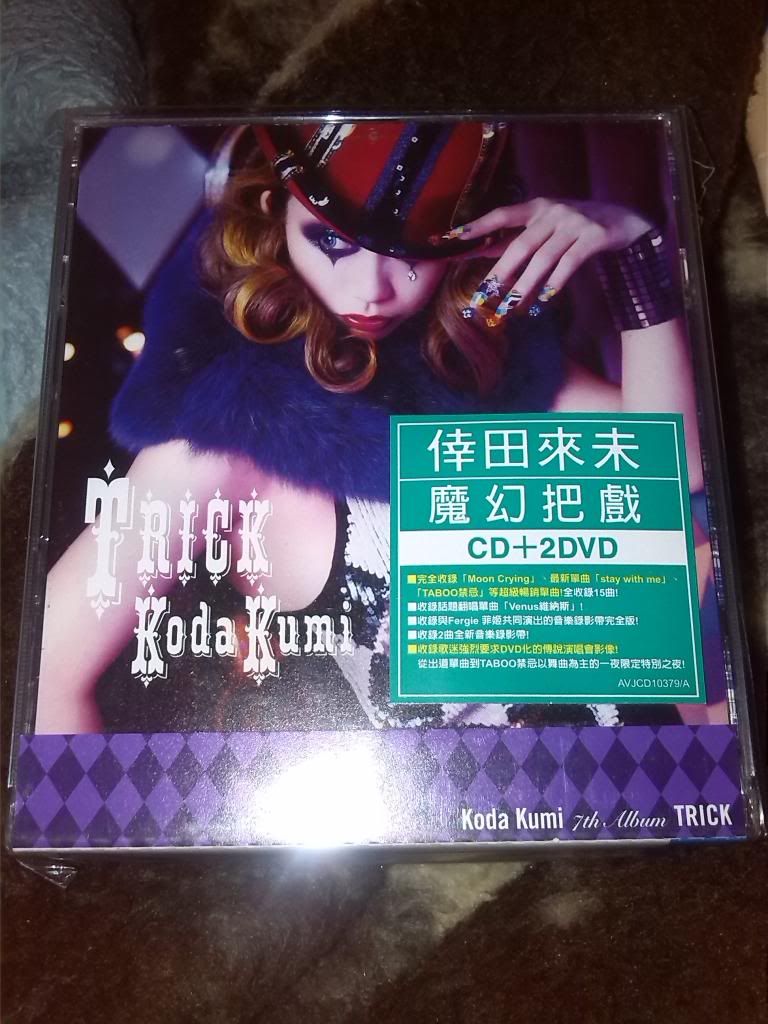 TRICK
Koda Kumi
倖田來未
魔幻把戲
CD+2DVD
■完全收錄「Moon Crying」、最新單曲「stay with me」、
「TABOO禁忌」等超級暢銷單曲!全收錄15曲!
■收錄話題翻唱單曲「Venus維納斯」!
■收錄與Fergie 菲姬共同演出的音樂錄影帶完全版!
■收錄2曲全新音樂錄影帶!
■收錄歌迷強烈要求DVD化的傳說演唱會影像!
從出道單曲到TABOO禁忌以舞曲為主的一夜限定特別之夜!
AVJCD10379/A
Koda Kumi 7th Album TRICK